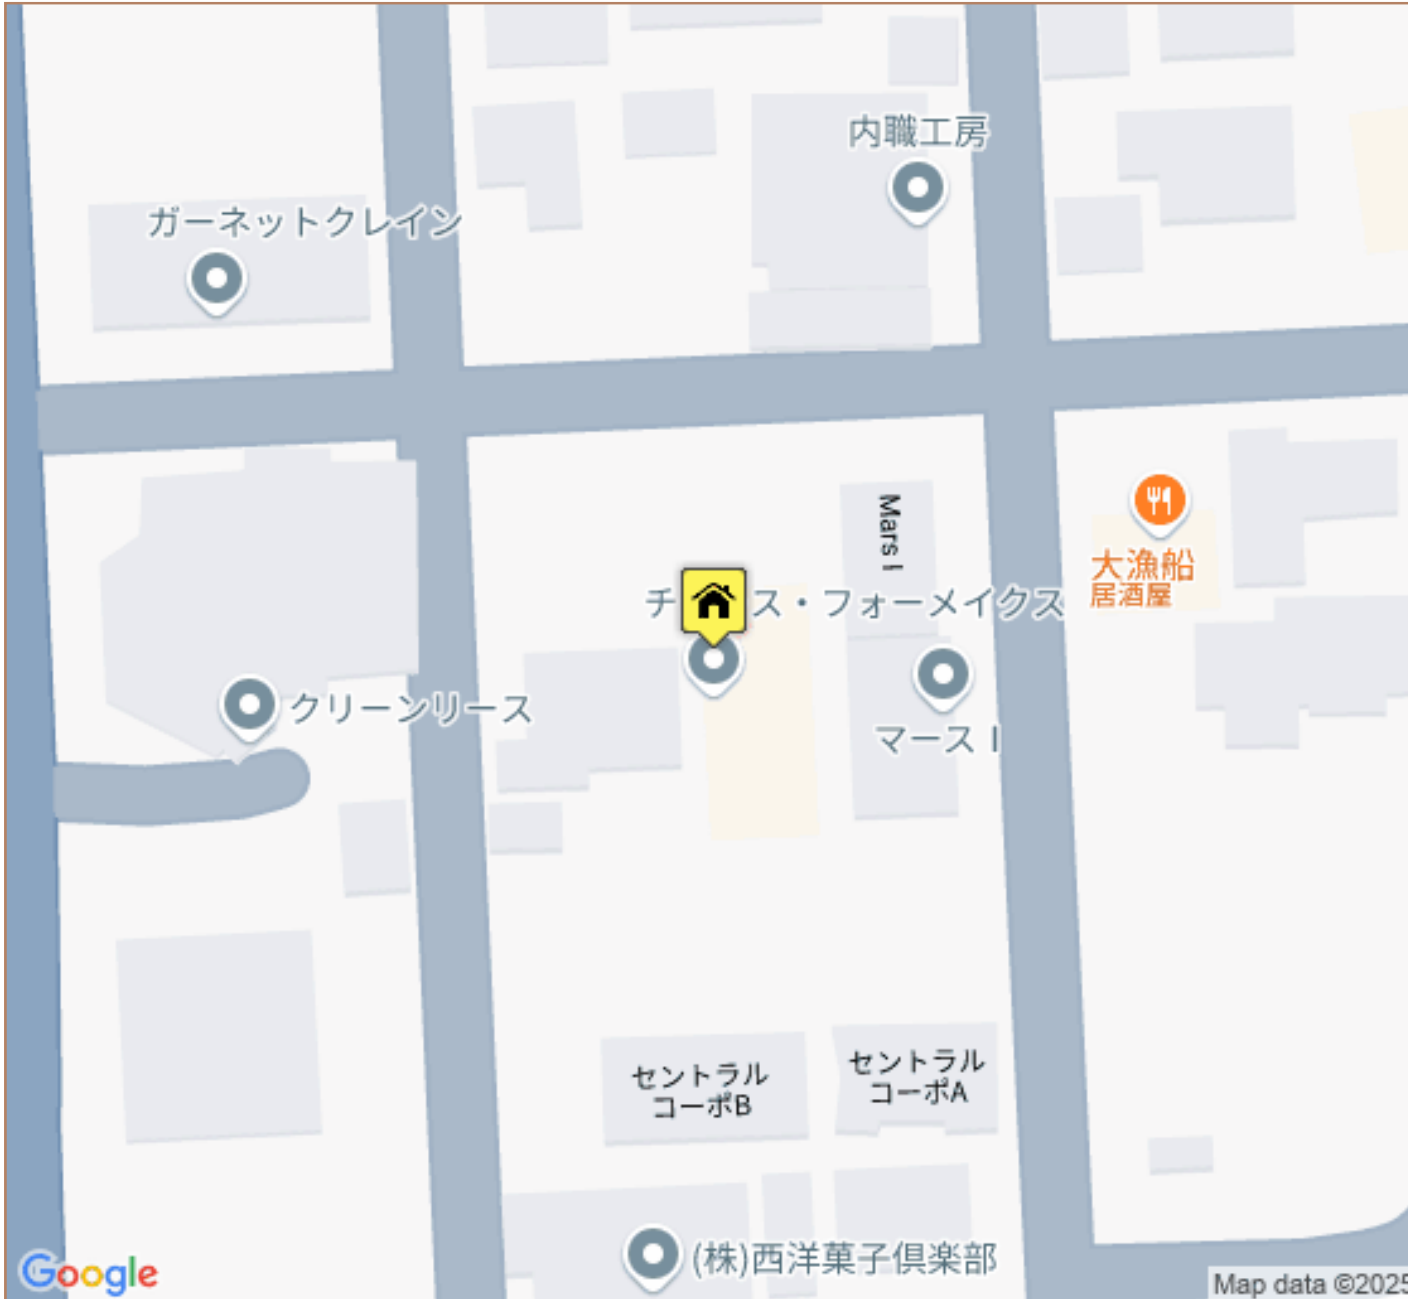 内職工房
ガーネットクレイン
Mars I
大漁船
居酒屋
チ ス・フォーメイクス
クリーンリース
マース I
セントラル
コーポB
セントラル
コーポA
(株)西洋菓子倶楽部
Google
Map data ©2025